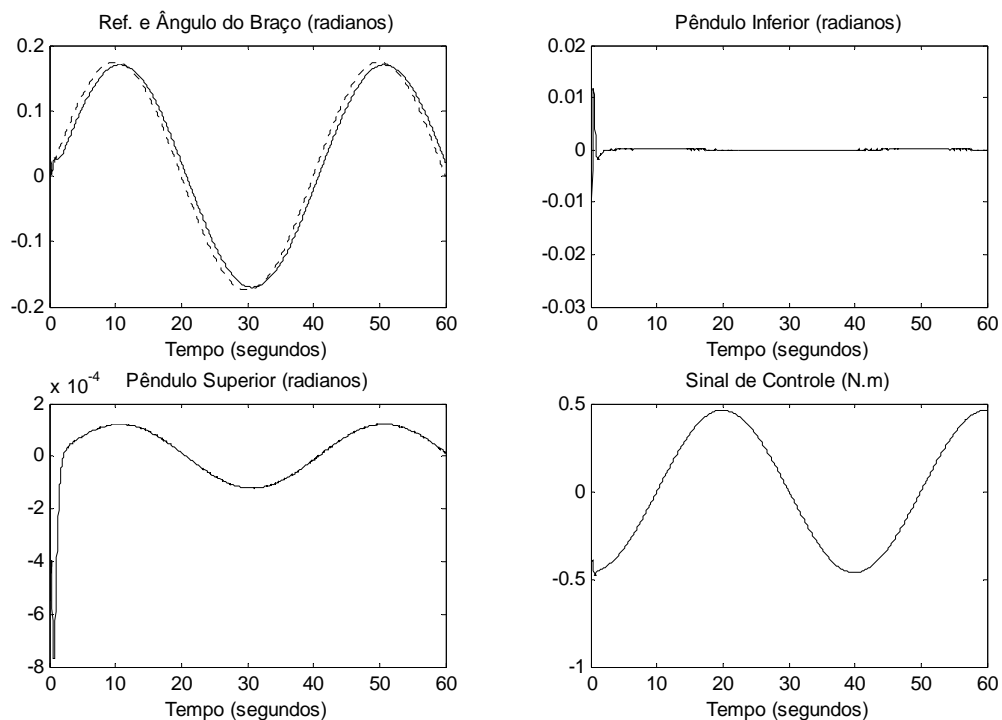 Ref. e Ângulo do Braço (radianos)
0.2
0.1
0
-0.1
-0.2
0 10 20 30 40 50 60
Tempo (segundos)
Pêndulo Inferior (radianos)
0.02
0.01
0
-0.01
-0.02
-0.03
0 10 20 30 40 50 60
Tempo (segundos)
x 10-4
Pêndulo Superior (radianos)
2
0
-2
-4
-6
-8
0 10 20 30 40 50 60
Tempo (segundos)
Sinal de Controle (N.m)
0.5
0
-0.5
-1
0 10 20 30 40 50 60
Tempo (segundos)